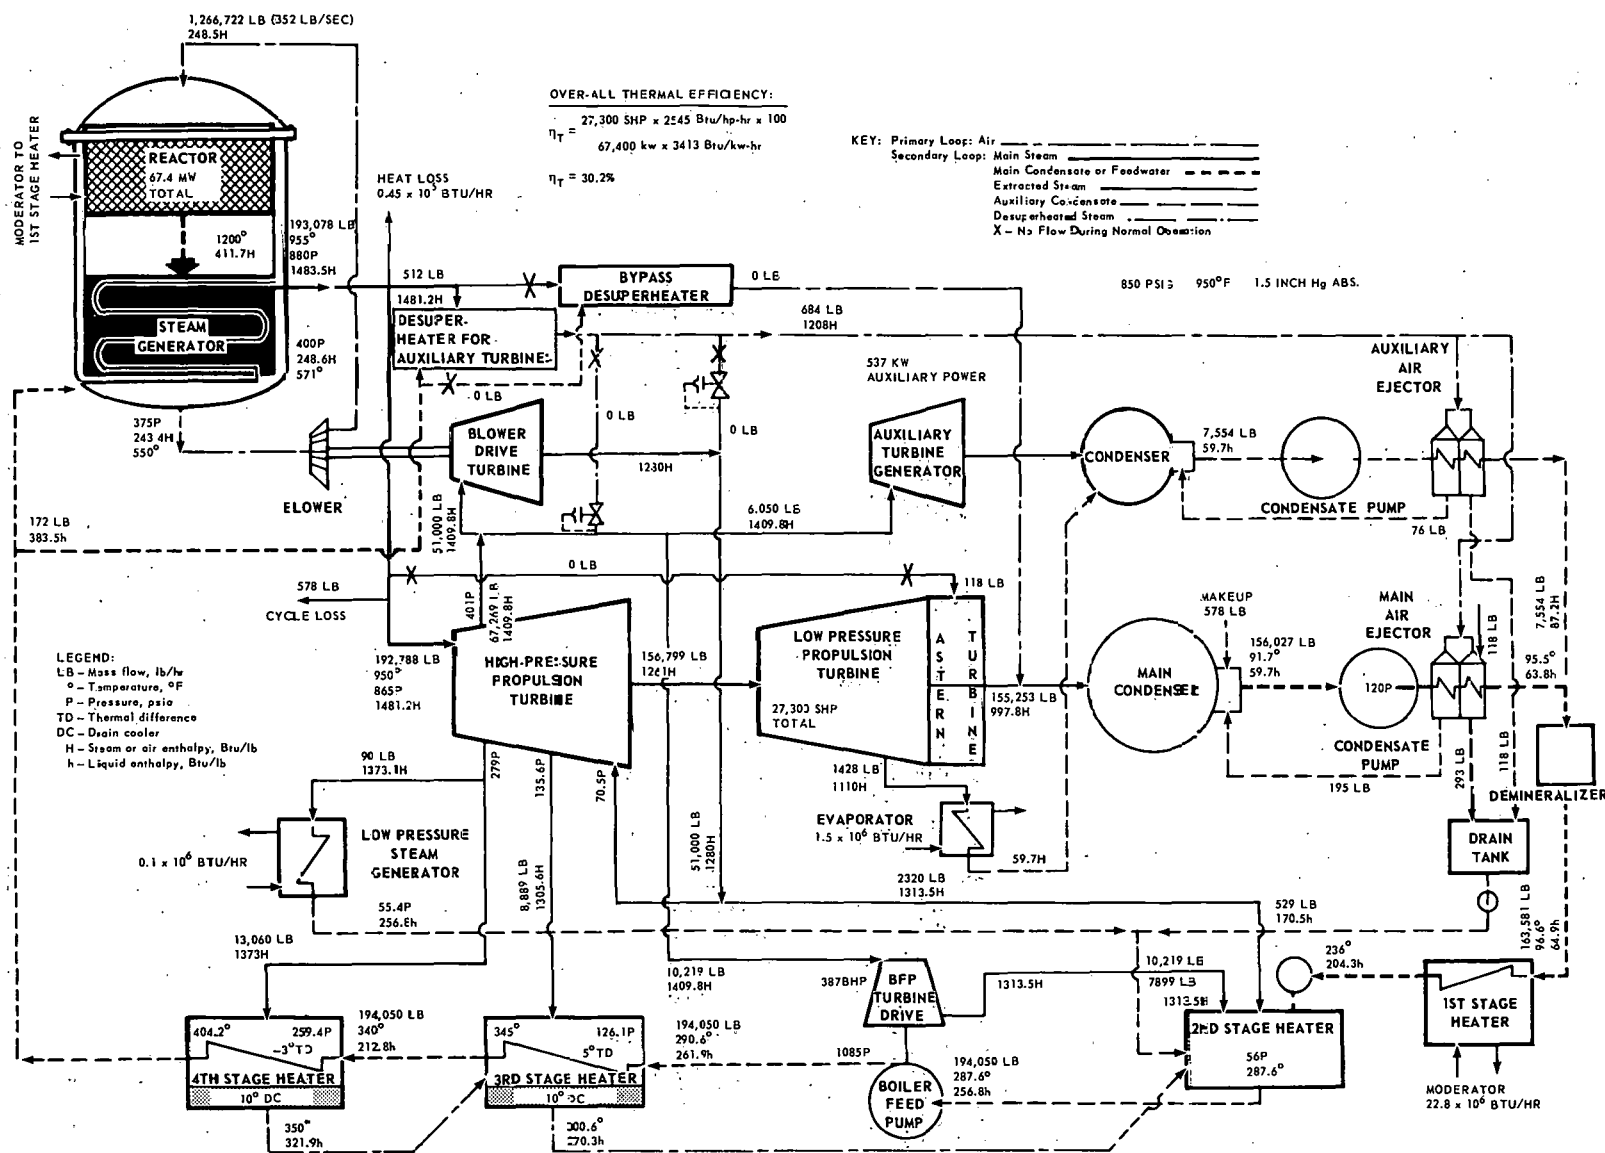 1,266,722 LB (352 LB/SEC)
248.5H
MODERATOR TO
1ST STAGE HEATER
REACTOR
67.4 MW
TOTAL
1200°
411.7H
193,078 LB
955°
880P
1483.5H
STEAM
GENERATOR
400P
248.6H
571°
375P
243.4H
550°
OVER-ALL THERMAL EFFICIENCY:
27,300 SHP x 2545 Btu/hp-hr x 100
ηT =
67,400 kw x 3413 Btu/kw-hr
ηT = 30.2%
KEY: Primary Loop: Air
Secondary Loop: Main Steam
Main Condensate or Feedwater
Extracted Steam
Auxiliary Condensate
Desuperheated Steam
X – No Flow During Normal Operation
850 PSIG 950°F 1.5 INCH Hg ABS.
HEAT LOSS
BTU/HR
512 LB
1481.2H
BYPASS
DESUPERHEATER
0 LB
DESUPER-
HEATER FOR
AUXILIARY TURBINE
684 LB
1208H
0 LB
0 LB
0 LB
BLOWER
DRIVE
TURBINE
1280H
BLOWER
51,000 LB
1409.8H
537 KW
AUXILIARY POWER
AUXILIARY
TURBINE
GENERATOR
6,050 LB
1409.8H
CONDENSER
7,554 LB
59.7h
CONDENSATE PUMP
76 LB
AUXILIARY
AIR
EJECTOR
172 LB
383.5h
578 LB
CYCLE LOSS
0 LB
401P
67,269 LB
1409.8H
192,788 LB
950°
865P
1481.2H
HIGH-PRESSURE
PROPULSION
TURBINE
156,799 LB
1261H
LOW PRESSURE
PROPULSION
TURBINE
27,300 SHP
TOTAL
118 LB
ASTERN
TURBINE
155,253 LB
997.8H
MAKEUP
578 LB
MAIN
CONDENSER
156,027 LB
91.7°
59.7h
120P
CONDENSATE
PUMP
195 LB
MAIN
AIR
EJECTOR
118 LB
7,554 LB
87.2H
95.5°
63.8h
293 LB
118 LB
DEMINERALIZER
DRAIN
TANK
LEGEND:
LB – Mass flow, lb/hr
° – Temperature, °F
P – Pressure, psia
TD – Thermal difference
DC – Drain cooler
H – Steam or air enthalpy, Btu/lb
h – Liquid enthalpy, Btu/lb
90 LB
1373.1H
279P
135.6P
70.5P
LOW PRESSURE
STEAM
GENERATOR
0.1 x 10⁶ BTU/HR
55.4P
256.8h
8,889 LB
1305.6H
1428 LB
1110H
EVAPORATOR
1.5 x 10⁶ BTU/HR
59.7H
51,000 LB
1280H
2320 LB
1313.5H
529 LB
170.5h
163,581 LB
96.6°
64.9h
13,060 LB
1373H
10,219 LB
1409.8H
387BHP
BFP
TURBINE
DRIVE
1313.5H
10,219 LB
7899 LB
1313.5H
236°
204.3h
1ST STAGE
HEATER
MODERATOR
22.8 x 10⁶ BTU/HR
2ND STAGE HEATER
56P
287.6°
404.2°
259.4P
–3°TD
4TH STAGE HEATER
10° DC
194,050 LB
340°
212.8h
345°
126.1P
5°TD
3RD STAGE HEATER
10° DC
194,050 LB
290.6°
261.9h
1085P
BOILER
FEED
PUMP
194,050 LB
287.6°
256.8h
350°
321.9h